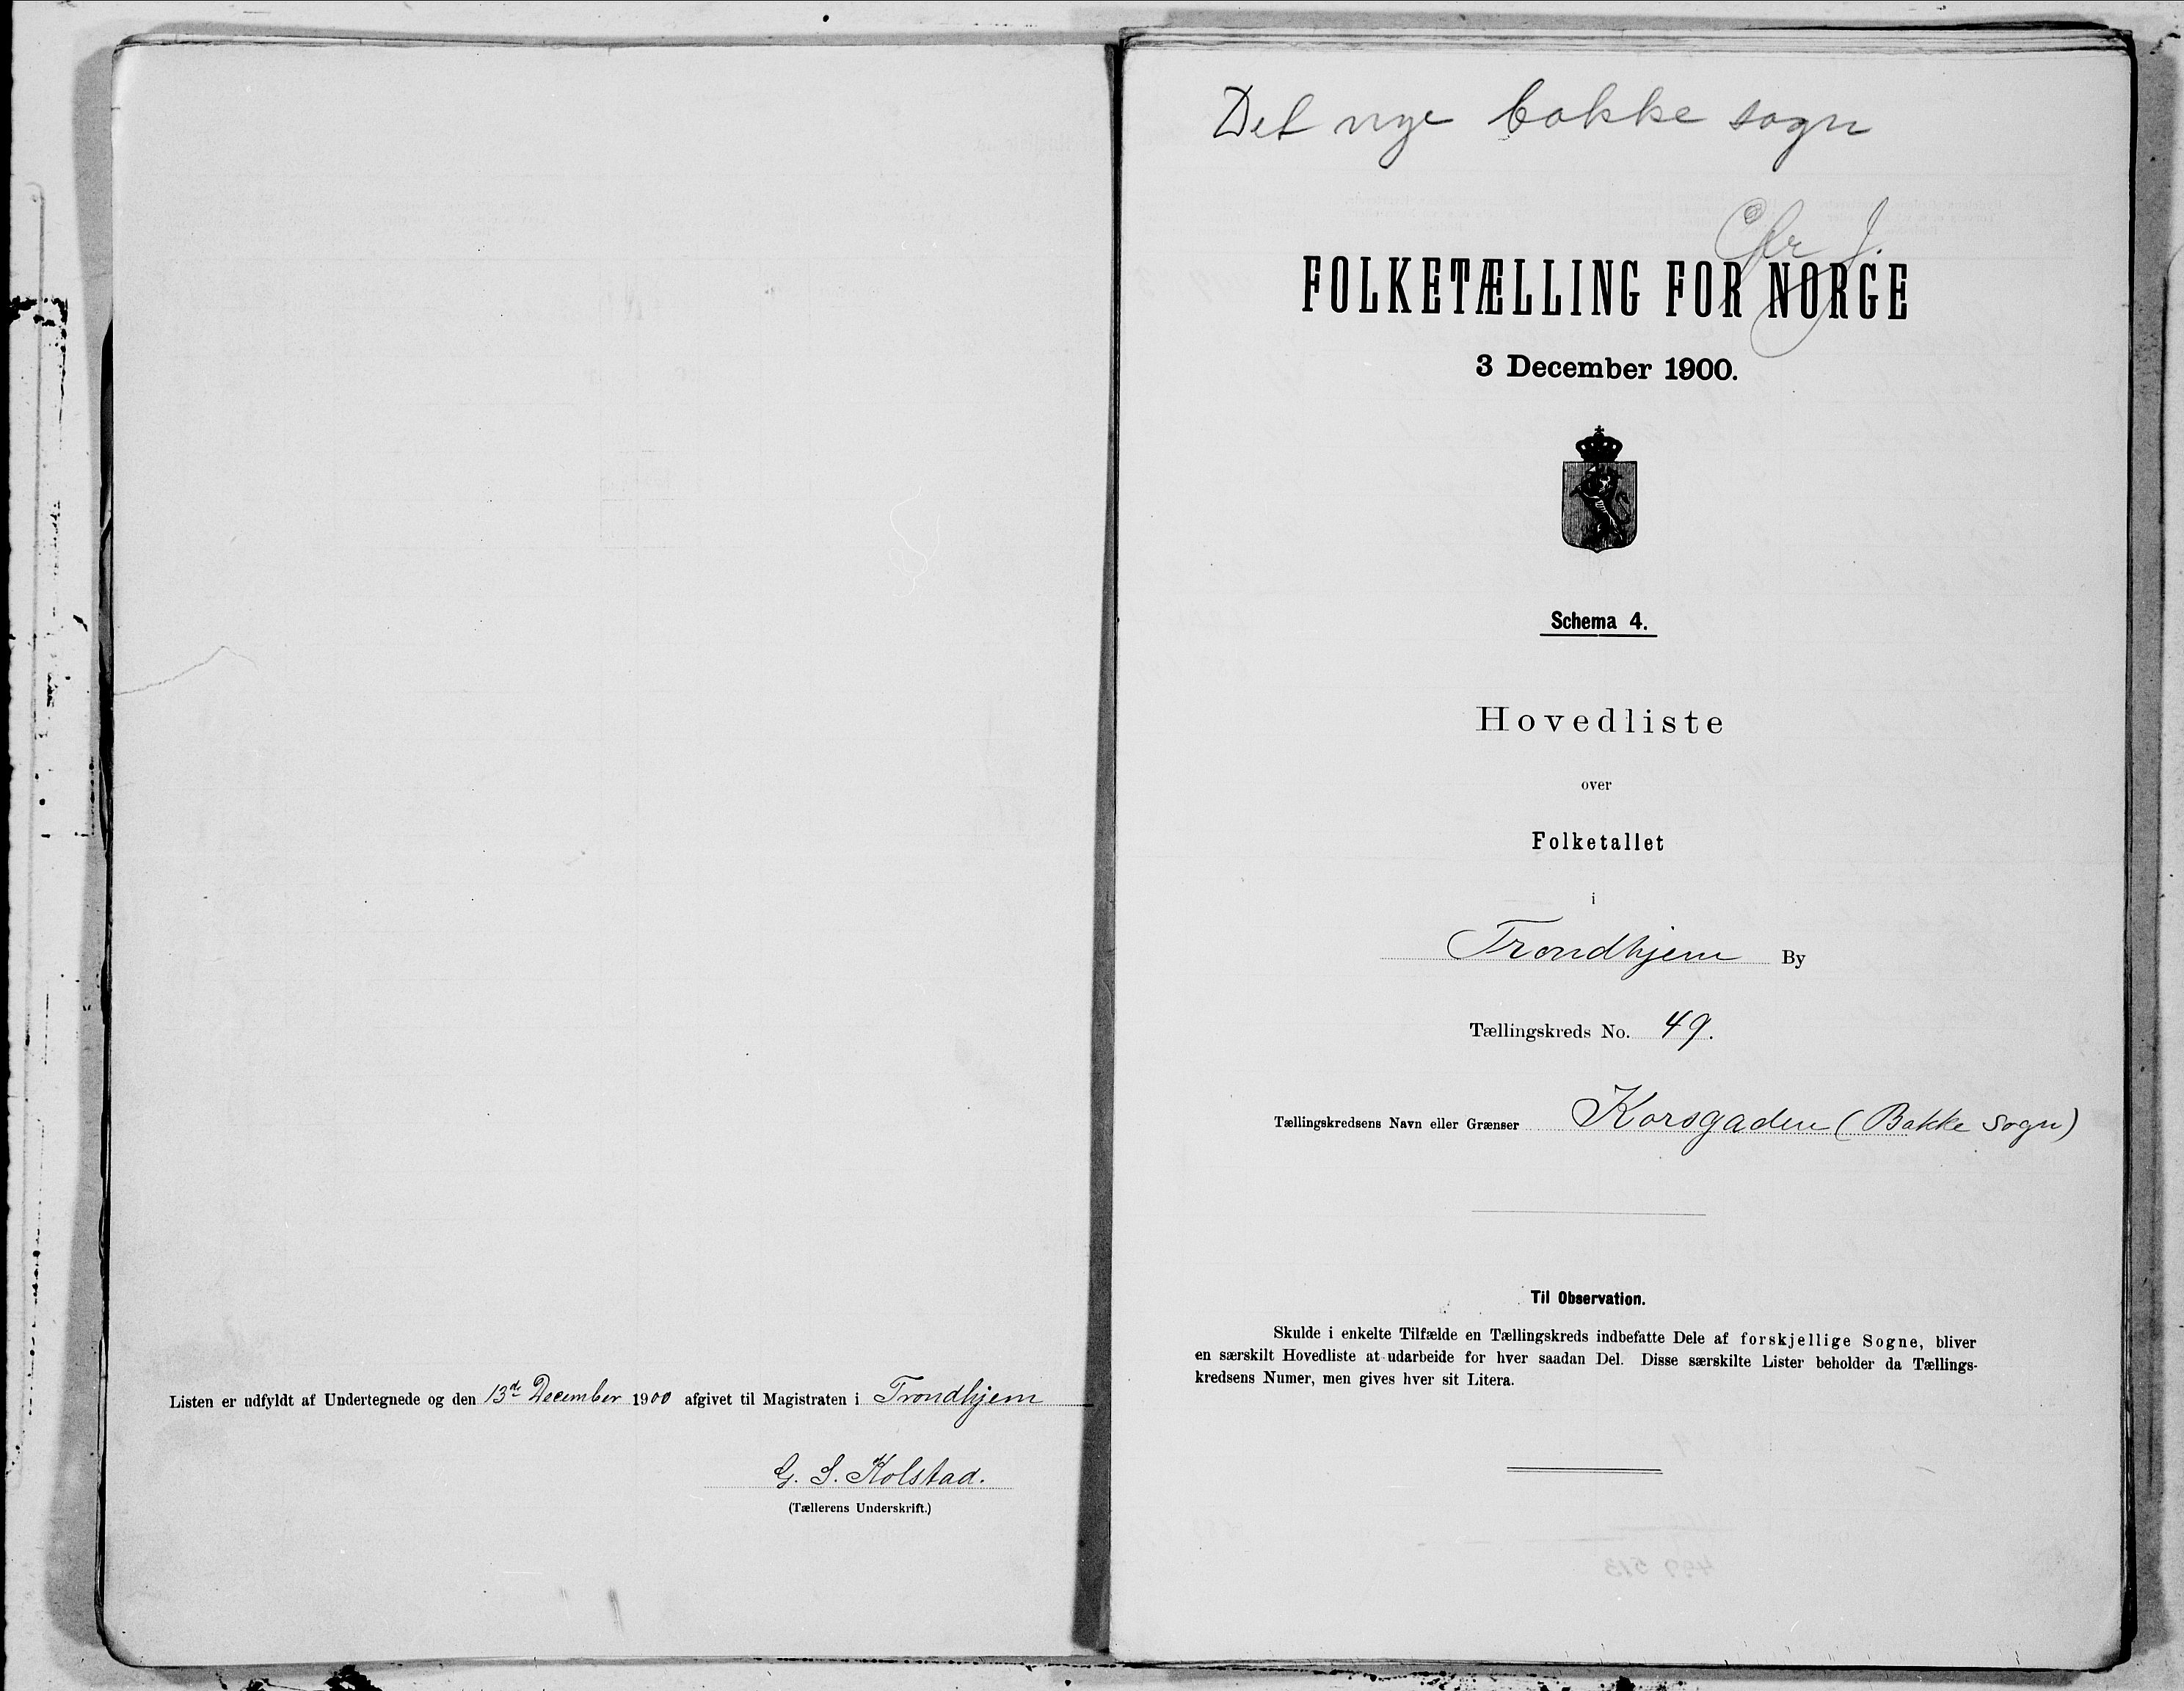 Listen er udfyldt af Undertegnede og den 13de December 1900 afgivet til Magistraten i Trondhjem
G. S. Kolstad.
(Tællerens Underskrift.)
Det nye bakke sogn
FOLKETÆLLING FOR NORGE
3 December 1900.
Schema 4.
Hovedliste
over
Folketallet
i
Trondhjem By
Tællingskreds No. 49.
Tællingskredsens Navn eller Grænser Korsgaden (Bakke sogn)
Til Observation.
Skulde i enkelte Tilfælde en Tællingskreds indbefatte Dele af forskjellige Sogne, bliver
en særskilt Hovedliste at udarbeide for hver saadan Del. Disse særskilte Lister beholder da Tællings-
kredsens Numer, men gives hver sit Litera.